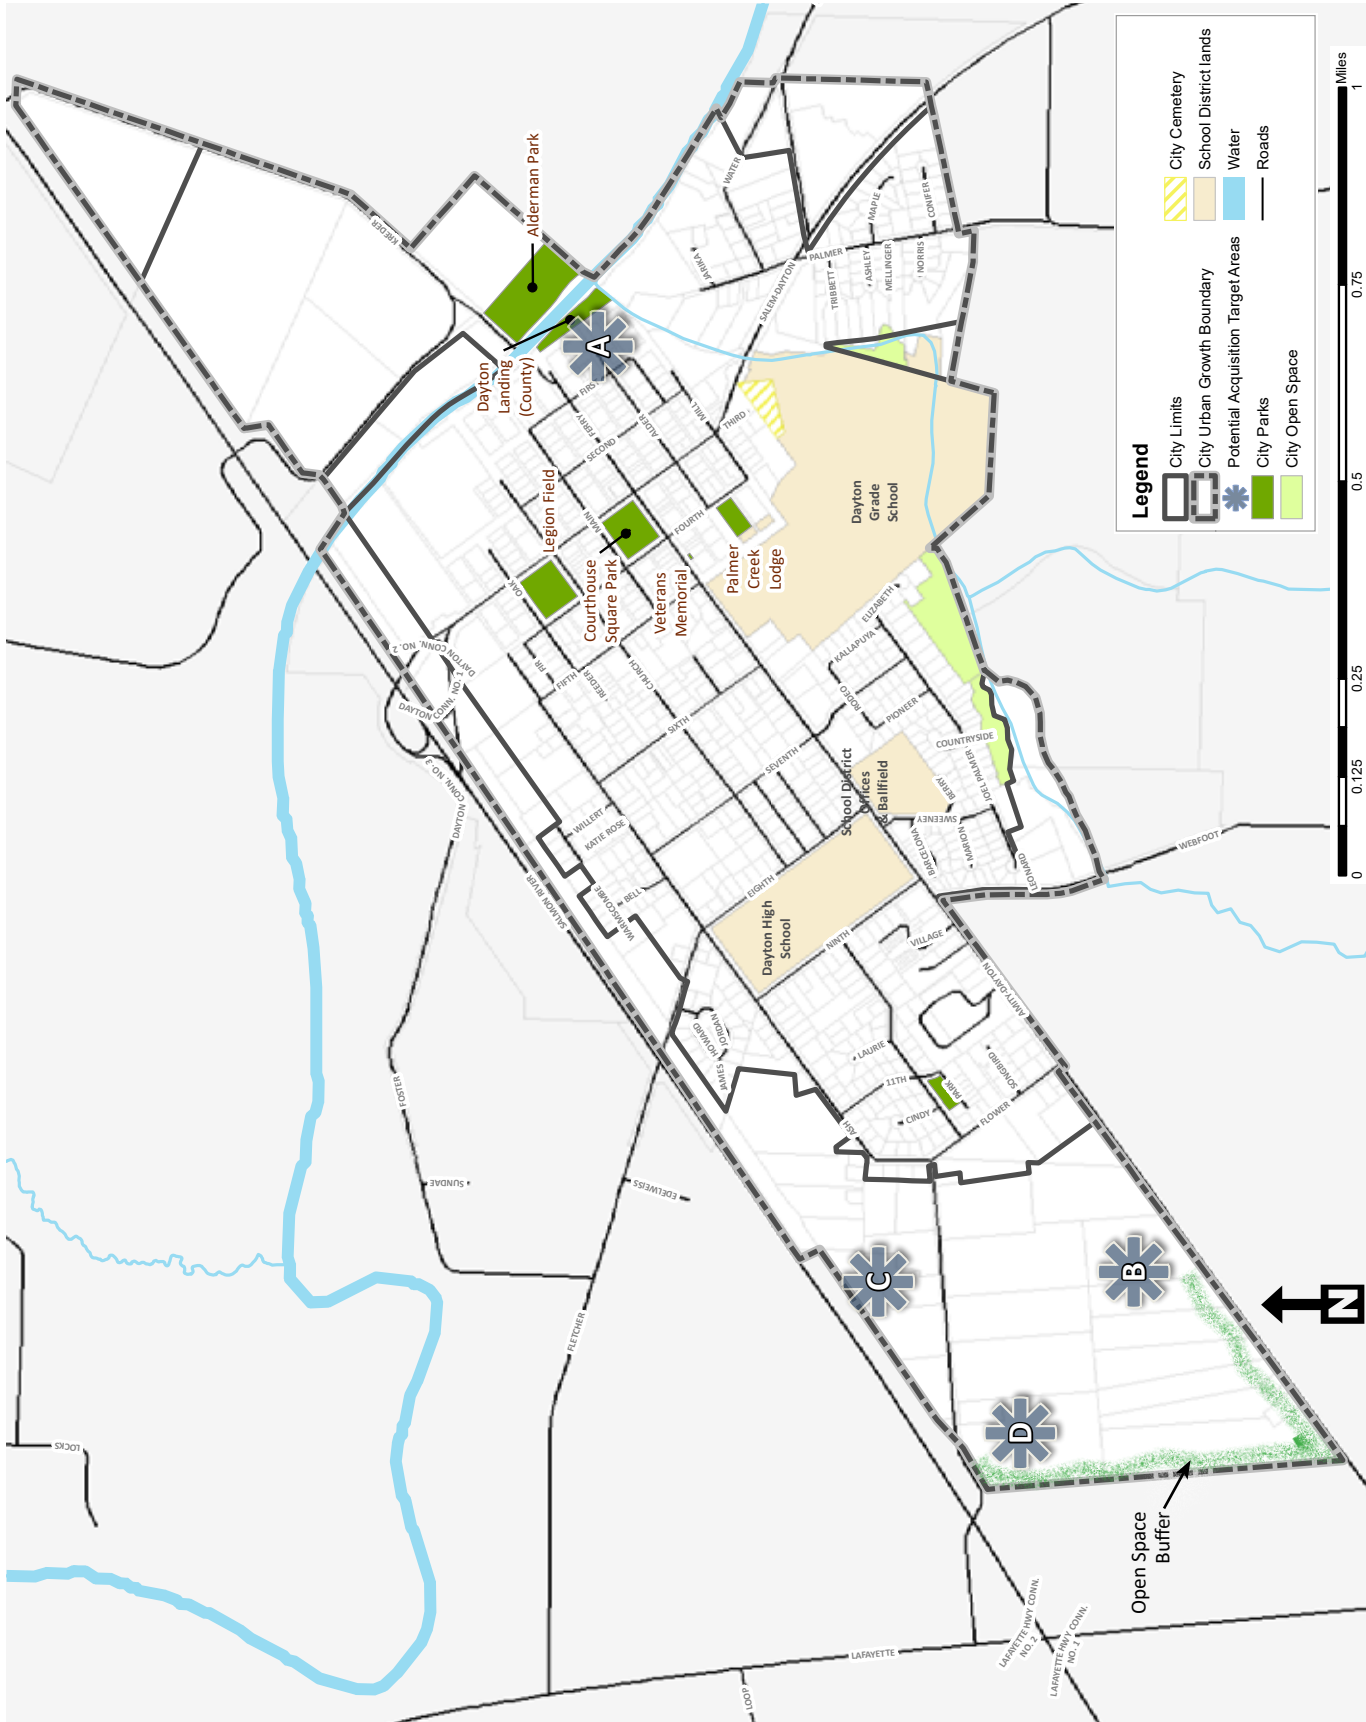 Alderman Park
Dayton
Landing
(County)
Legion Field
Courthouse
Square Park
Veterans
Memorial
Palmer
Creek
Lodge
Dayton
Grade
School
School District
Offices
& Ballfield
Dayton High
School
Open Space
Buffer
A
B
C
D
N
KREDER
WATER
JARIKA
SALEM-DAYTON
PALMER
TRIBBETT
ASHLEY
MAPLE
MELLINGER
NORRIS
CONIFER
FIRST
FERRY
SECOND
ALDER
MILL
THIRD
MAIN
FOURTH
OAK
FIR
FIFTH
REEDER
CHURCH
SIXTH
SEVENTH
DAYTON CONN. NO. 2
DAYTON CONN. NO. 1
DAYTON CONN. NO 3
KALLAPUYA
ELIZABETH
RODEO
PIONEER
COUNTRYSIDE
JOEL PALMER
BERRY
SWEENEY
MARION
BARCELONA
LEONARD
WEBFOOT
WILLERT
KATIE ROSE
WARMSCOMBE
BELL
SALMON RIVER
EIGHTH
NINTH
VILLAGE
AMITY-DAYTON
HOWARD
JORDAN
JAMES
LAURIE
11TH
CINDY
PARK
SONGBIRD
FLOWER
ASH
FOSTER
SUNDAE
EDELWEISS
FLETCHER
LOCKS
LAFAYETTE
LOOP
LAFAYETTE HWY CONN.
NO. 2
LAFAYETTE HWY CONN.
NO. 1
Legend
City Limits
City Urban Growth Boundary
Potential Acquisition Target Areas
City Parks
City Open Space
City Cemetery
School District lands
Water
Roads
0
0.125
0.25
0.5
0.75
1
Miles